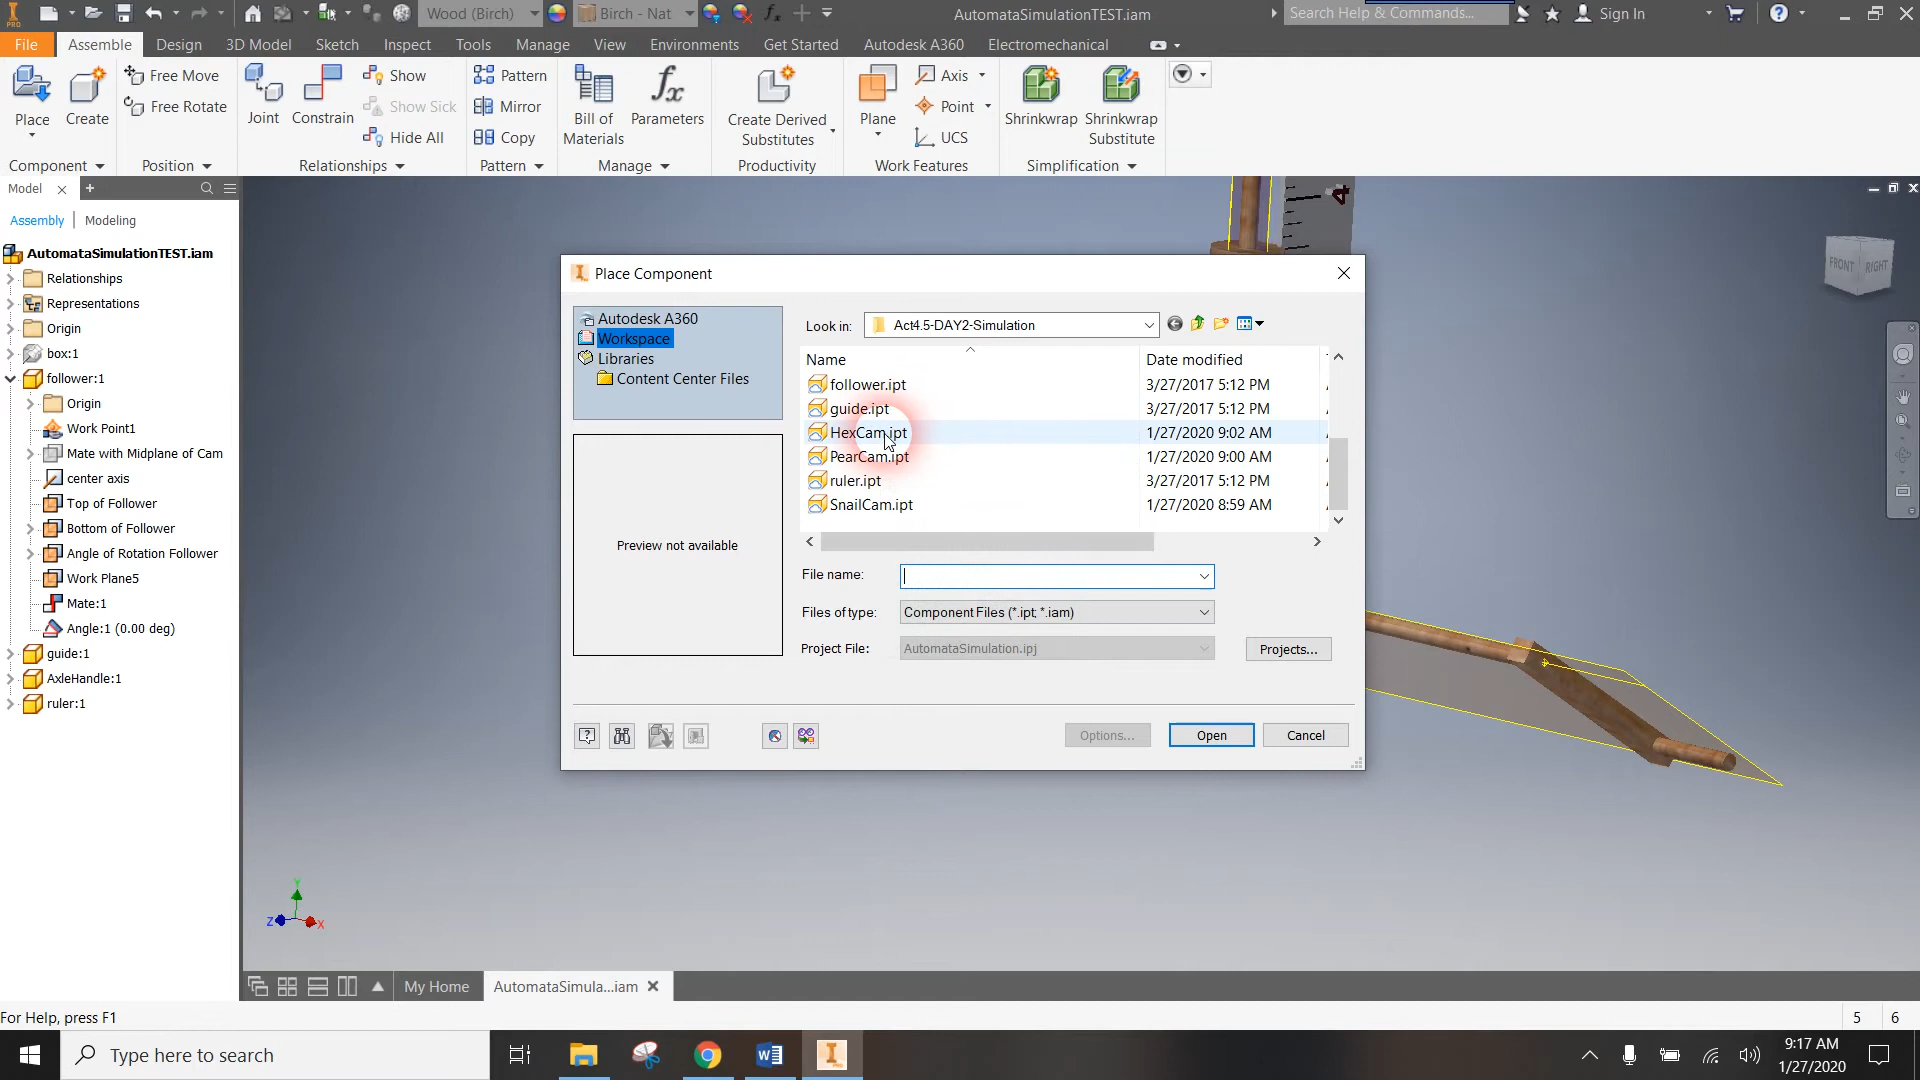 PRO
Wood (Birch)
Birch - Nat
fx
AutomataSimulationTEST.iam
Search Help & Commands...
Sign In
File
Assemble
Design
3D Model
Sketch
Inspect
Tools
Manage
View
Environments
Get Started
Autodesk A360
Electromechanical
Place
Create
Free Move
Free Rotate
Joint
Constrain
Show
Show Sick
Hide All
Pattern
Mirror
Copy
Bill of
Materials
fx
Parameters
Create Derived
Substitutes
Plane
Axis
Point
UCS
Shrinkwrap
Shrinkwrap
Substitute
Component
Position
Relationships
Pattern
Manage
Productivity
Work Features
Simplification
Model
Assembly
Modeling
AutomataSimulationTEST.iam
Relationships
Representations
Origin
box:1
follower:1
Origin
Work Point1
Mate with Midplane of Cam
center axis
Top of Follower
Bottom of Follower
Angle of Rotation Follower
Work Plane5
Mate:1
Angle:1 (0.00 deg)
guide:1
AxleHandle:1
ruler:1
4
FRONT
RIGHT
Place Component
Autodesk A360
Workspace
Libraries
Content Center Files
Preview not available
Look in:
Act4.5-DAY2-Simulation
Name
Date modified
follower.ipt
3/27/2017 5:12 PM
guide.ipt
3/27/2017 5:12 PM
HexCam.ipt
1/27/2020 9:02 AM
PearCam.ipt
1/27/2020 9:00 AM
ruler.ipt
3/27/2017 5:12 PM
SnailCam.ipt
1/27/2020 8:59 AM
File name:
Files of type:
Component Files (*.ipt; *.iam)
Project File:
AutomataSimulation.ipj
Projects...
Options...
Open
Cancel
Y
Z
X
My Home
AutomataSimula...iam
For Help, press F1
5
6
Type here to search
9:17 AM
1/27/2020